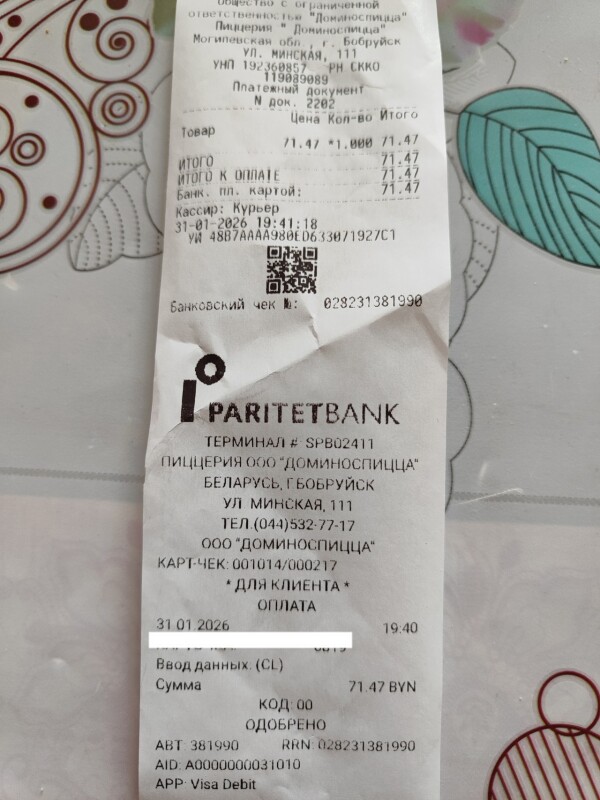 Общество с ограниченной
ответственностью "Доминоспицца"
Пиццерия " Доминоспицца"
Могилевская обл., г. Бобруйск
УЛ. МИНСКАЯ, 111
УНП 192360857 РН СККО
119089089
Платежный документ
N док. 2202
Цена Кол-во Итого
Товар
71.47 *1.000 71.47
ИТОГО 71.47
ИТОГО К ОПЛАТЕ 71.47
Банк. пл. картой: 71.47
Кассир: Курьер
31-01-2026 19:41:18
УИ 48B7AAAA980ED633071927C1
Банковский чек №: 028231381990
PARITETBANK
ТЕРМИНАЛ # SPB02411
ПИЦЦЕРИЯ ООО "ДОМИНОСПИЦЦА"
БЕЛАРУСЬ, Г.БОБРУЙСК
УЛ. МИНСКАЯ, 111
ТЕЛ.(044)532-77-17
ООО "ДОМИНОСПИЦЦА"
КАРТ-ЧЕК: 001014/000217
* ДЛЯ КЛИЕНТА *
ОПЛАТА
31.01.2026 19:40
Ввод данных: (CL)
Сумма 71.47 BYN
КОД: 00
ОДОБРЕНО
АВТ: 381990 RRN: 028231381990
AID: A0000000031010
APP: Visa Debit